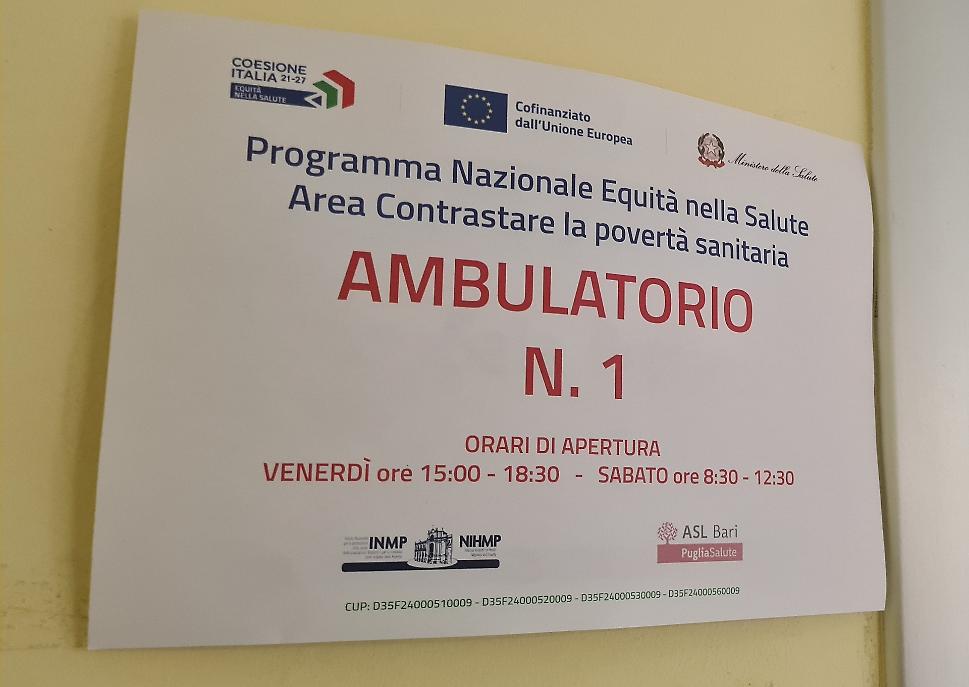 COESIONE
ITALIA 21-27
EQUITÀ
NELLA SALUTE
Cofinanziato
dall'Unione Europea
Ministero della Salute
Programma Nazionale Equità nella Salute
Area Contrastare la povertà sanitaria
AMBULATORIO
N. 1
ORARI DI APERTURA
VENERDÌ ore 15:00 - 18:30 - SABATO ore 8:30 - 12:30
INMP NIHMP
ASL Bari
PugliaSalute
CUP: D35F24000510009 - D35F24000520009 - D35F24000530009 - D35F24000560009